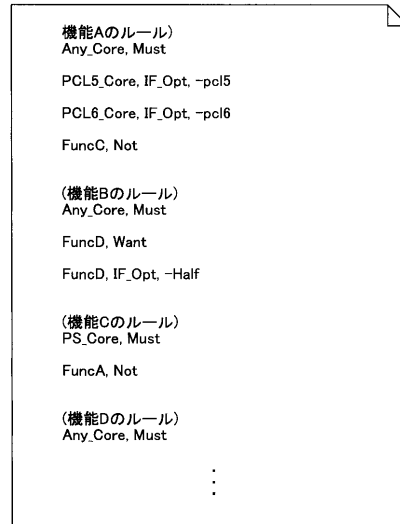 機能Aのルール)
Any_Core, Must
PCL5_Core, IF_Opt, -pcl5
PCL6_Core, IF_Opt, -pcl6
FuncC, Not
(機能Bのルール)
Any_Core, Must
FuncD, Want
FuncD, IF_Opt, -Half
(機能Cのルール)
PS_Core, Must
FuncA, Not
(機能Dのルール)
Any_Core, Must